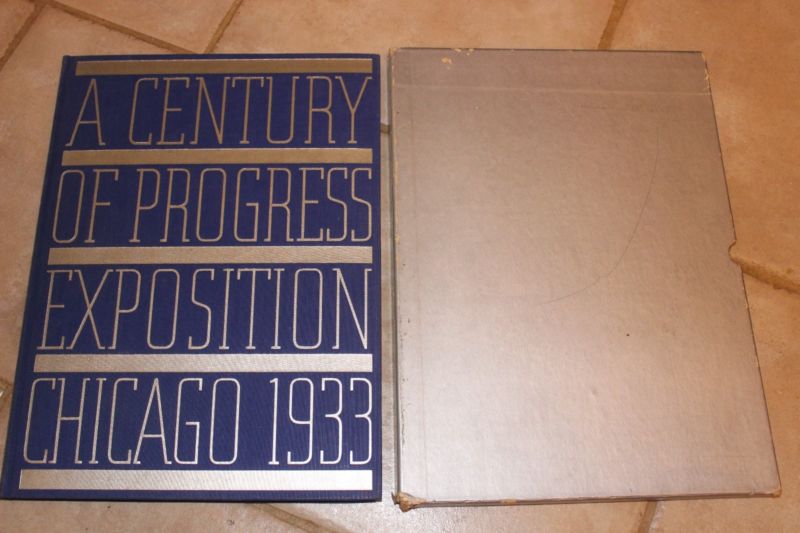 A CENTURY
OF PROGRESS
EXPOSITION
CHICAGO 1933